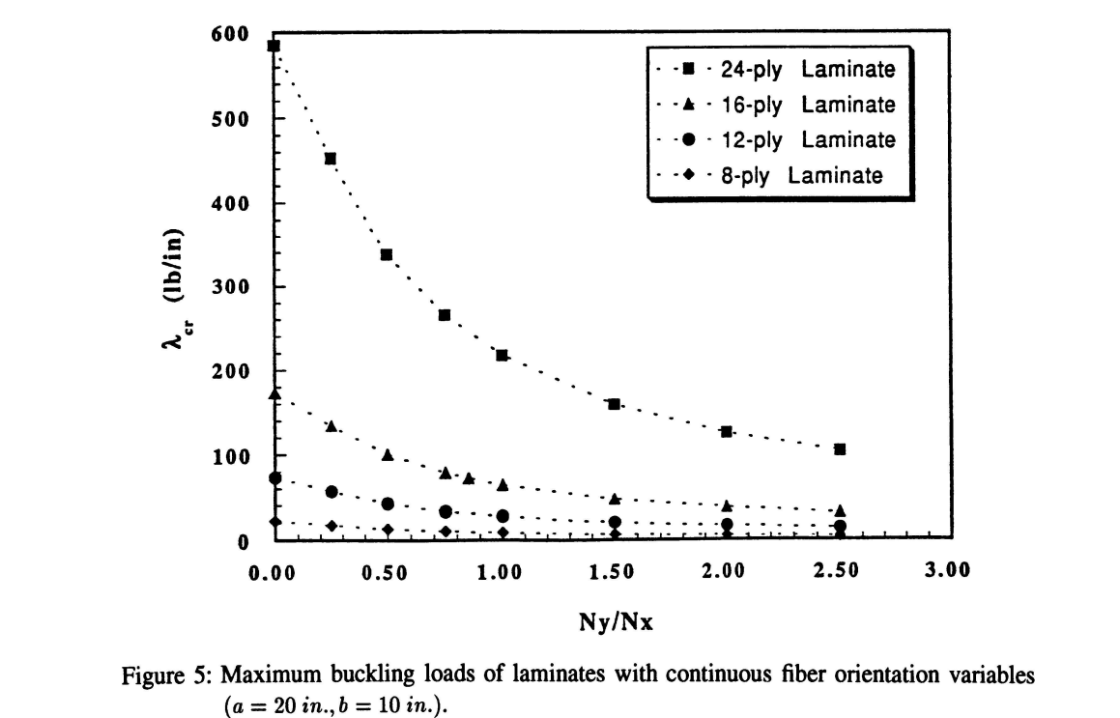 600
500
400
300
200
100
0
λcr (lb/in)
24-ply Laminate
16-ply Laminate
12-ply Laminate
8-ply Laminate
0.00 0.50 1.00 1.50 2.00 2.50 3.00
Ny/Nx
Figure 5: Maximum buckling loads of laminates with continuous fiber orientation variables
(a = 20 in., b = 10 in.).